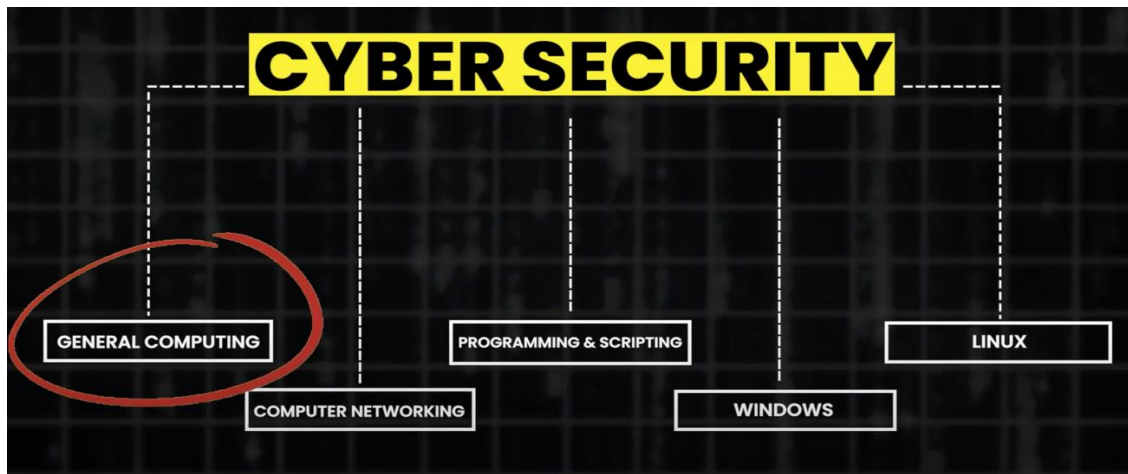 CYBER SECURITY
GENERAL COMPUTING
COMPUTER NETWORKING
PROGRAMMING & SCRIPTING
WINDOWS
LINUX